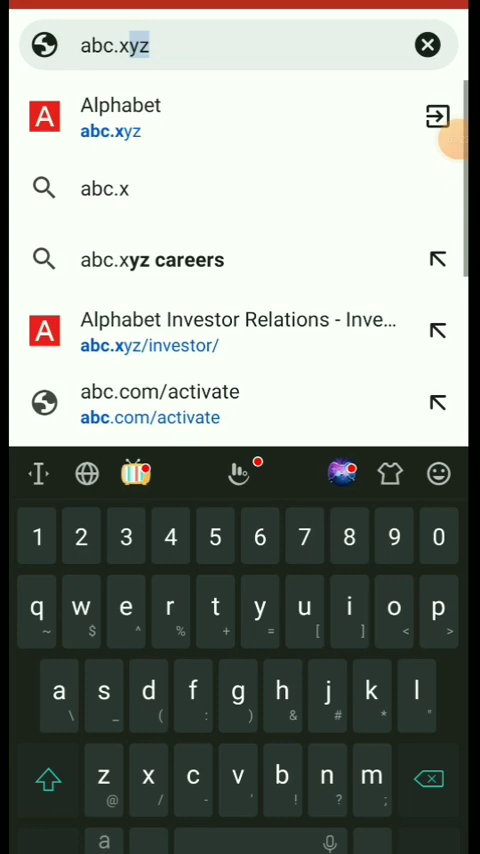 abc.xyz
A
Alphabet
abc.xyz
abc.x
abc.xyz careers
A
Alphabet Investor Relations - Inve...
abc.xyz/investor/
abc.com/activate
abc.com/activate
1 2 3 4 5 6 7 8 9 0
q w e r t y u i o p
~ $ ^ % + = [ ] < >
a s d f g h j k l
\ _ ( : ) & # * "
z x c v b n m
@ / - ' ! ? ;
a